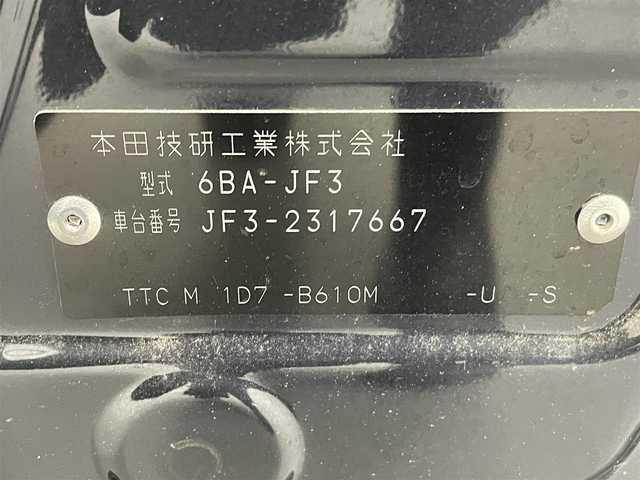 本田技研工業株式会社
型式 6BA-JF3
車台番号 JF3-2317667
TTC M 1D7 -B610M -U -S